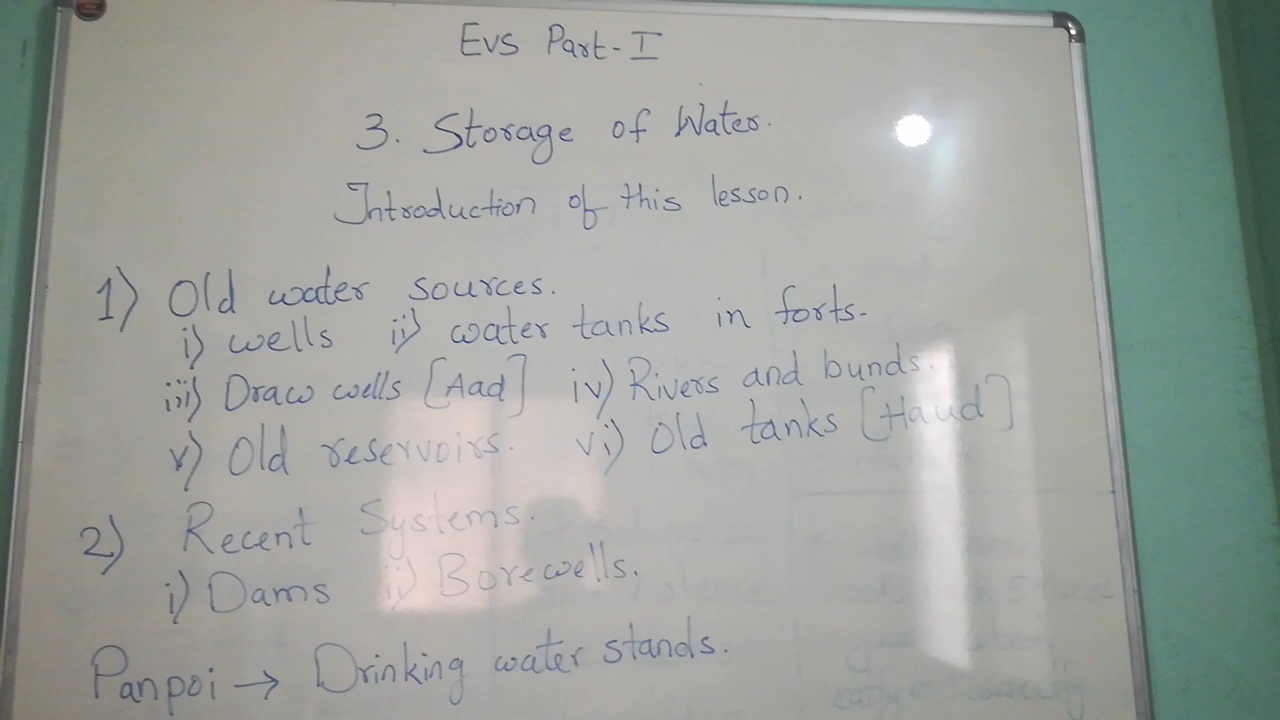 Evs Part-I
3. Storage of Water.
Introduction of this lesson.
1) Old water sources.
i) wells ii) water tanks in forts.
iii) Draw wells [Aad] iv) Rivers and bunds.
v) Old reservoirs. vi) Old tanks [Haud]
2) Recent Systems.
i) Dams ii) Borewells.
Panpoi → Drinking water stands.